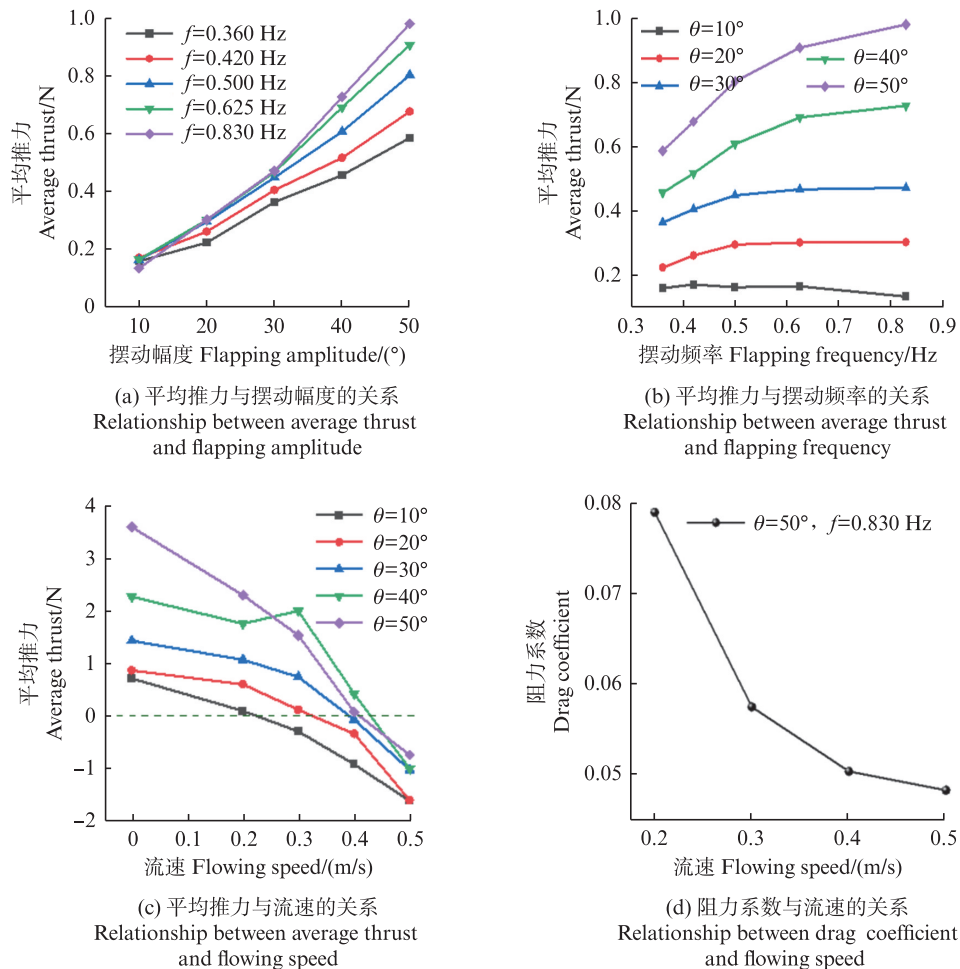 1.0
0.8
0.6
0.4
0.2
0
平均推力
Average thrust/N
f=0.360 Hz
f=0.420 Hz
f=0.500 Hz
f=0.625 Hz
f=0.830 Hz
10 20 30 40 50
摆动幅度 Flapping amplitude/(°)
(a) 平均推力与摆动幅度的关系
Relationship between average thrust
and flapping amplitude
1.0
0.8
0.6
0.4
0.2
平均推力
Average thrust/N
θ=10°
θ=20°
θ=30°
θ=40°
θ=50°
0.3 0.4 0.5 0.6 0.7 0.8 0.9
摆动频率 Flapping frequency/Hz
(b) 平均推力与摆动频率的关系
Relationship between average thrust
and flapping frequency
4
3
2
1
0
–1
–2
平均推力
Average thrust/N
θ=10°
θ=20°
θ=30°
θ=40°
θ=50°
0 0.1 0.2 0.3 0.4 0.5
流速 Flowing speed/(m/s)
(c) 平均推力与流速的关系
Relationship between average thrust
and flowing speed
0.08
0.07
0.06
0.05
阻力系数
Drag coefficient
θ=50°，f=0.830 Hz
0.2 0.3 0.4 0.5
流速 Flowing speed/(m/s)
(d) 阻力系数与流速的关系
Relationship between drag coefficient
and flowing speed